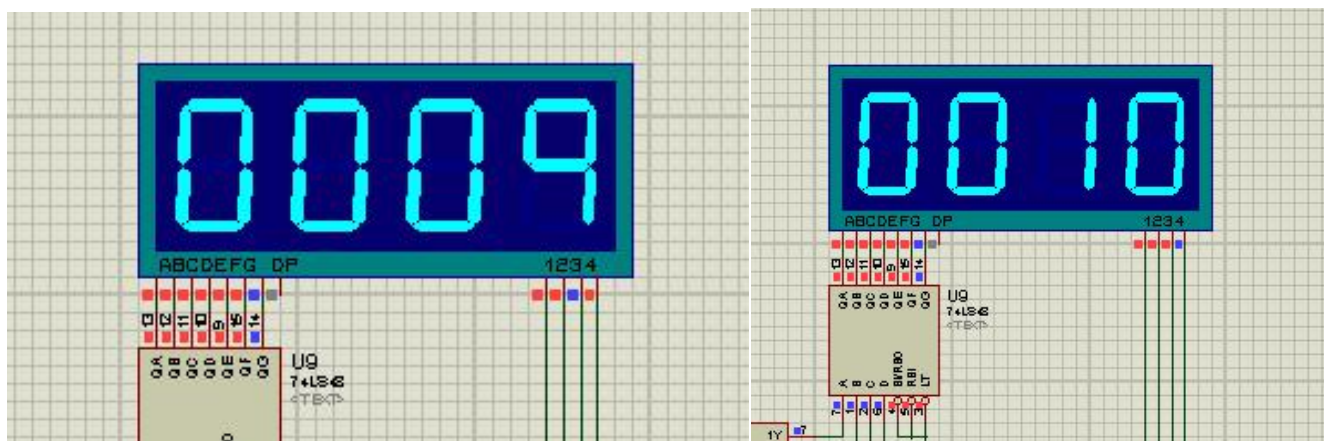 0009
ABCDEFG DP
1234
13
12
11
10
9
15
14
QA
QB
QC
QD
QE
QF
QG
U9
74LS48
<TEXT>
0010
ABCDEFG DP
1234
13
12
11
10
9
15
14
QA
QB
QC
QD
QE
QF
QG
U9
74LS48
<TEXT>
A
B
C
D
BI/RBO
RBI
LT
7
1
2
6
4
5
3
1Y
7